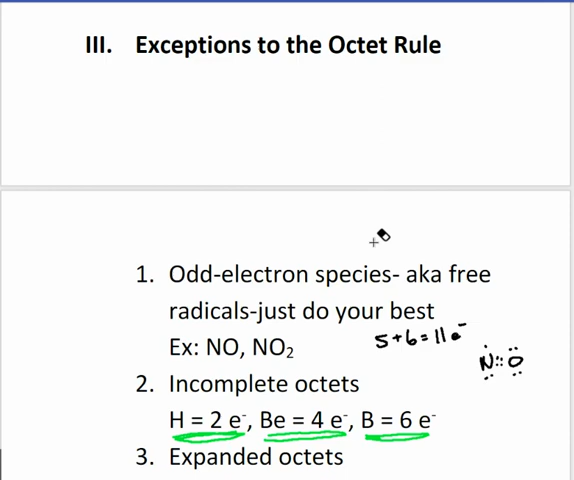 III. Exceptions to the Octet Rule
1. Odd-electron species- aka free
radicals-just do your best
5+6=11e⁻
Ex: NO, NO₂
N::O
2. Incomplete octets
H = 2 e⁻, Be = 4 e⁻, B = 6 e⁻
3. Expanded octets